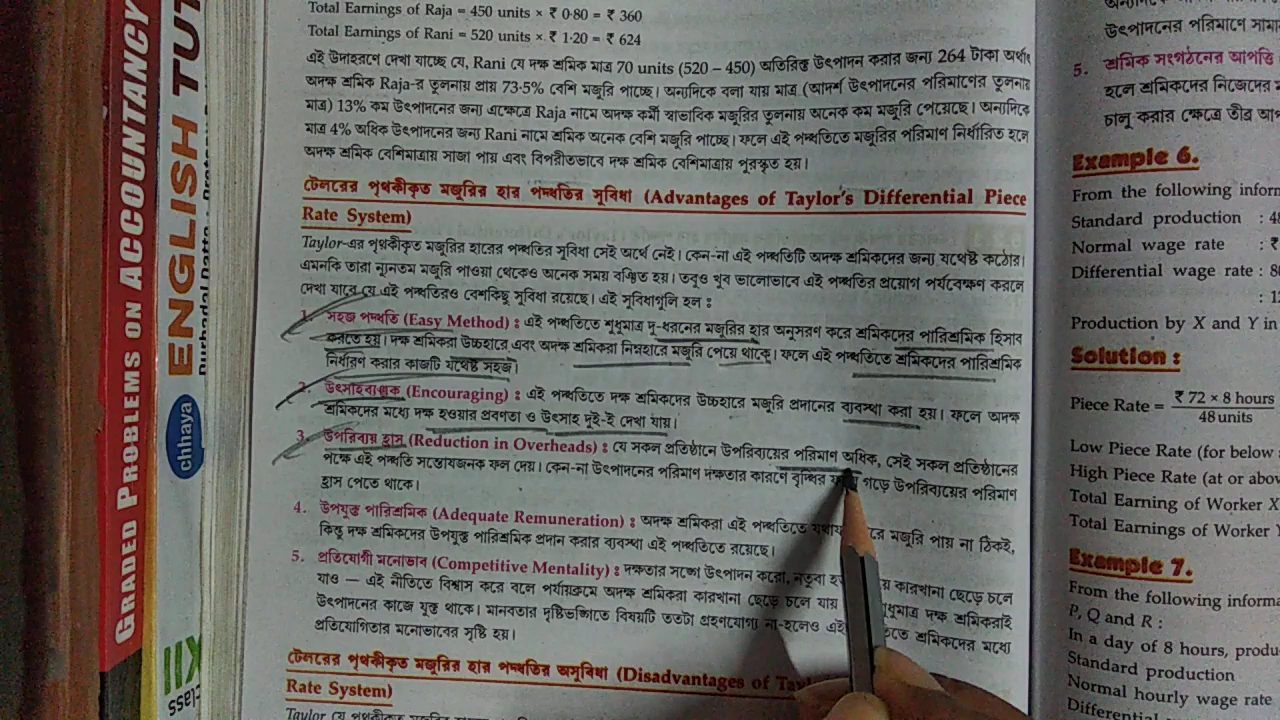 Total Earnings of Raja = 450 units × ₹ 0·80 = ₹ 360
Total Earnings of Rani = 520 units × ₹ 1·20 = ₹ 624
এই উদাহরণে দেখা যাচ্ছে যে, Rani যে দক্ষ শ্রমিক মাত্র 70 units (520 – 450) অতিরিক্ত উৎপাদন করার জন্য 264 টাকা অর্থাৎ
অদক্ষ শ্রমিক Raja-র তুলনায় প্রায় 73·5% বেশি মজুরি পাচ্ছে। অন্যদিকে বলা যায় মাত্র (আদর্শ উৎপাদনের পরিমাণের তুলনায়
মাত্র) 13% কম উৎপাদনের জন্য এক্ষেত্রে Raja নামে অদক্ষ কর্মী স্বাভাবিক মজুরির তুলনায় অনেক কম মজুরি পেয়েছে। অন্যদিকে
মাত্র 4% অধিক উৎপাদনের জন্য Rani নামে শ্রমিক অনেক বেশি মজুরি পাচ্ছে। ফলে এই পদ্ধতিতে মজুরির পরিমাণ নির্ধারিত হলে
অদক্ষ শ্রমিক বেশিমাত্রায় সাজা পায় এবং বিপরীতভাবে দক্ষ শ্রমিক বেশিমাত্রায় পুরস্কৃত হয়।
টেলরের পৃথকীকৃত মজুরির হার পদ্ধতির সুবিধা (Advantages of Taylor's Differential Piece
Rate System)
Taylor-এর পৃথকীকৃত মজুরির হারের পদ্ধতির সুবিধা সেই অর্থে নেই। কেন-না এই পদ্ধতিটি অদক্ষ শ্রমিকদের জন্য যথেষ্ট কঠোর।
এমনকি তারা ন্যূনতম মজুরি পাওয়া থেকেও অনেক সময় বঞ্চিত হয়। তবুও খুব ভালোভাবে এই পদ্ধতির প্রয়োগ পর্যবেক্ষণ করলে
দেখা যাবে যে এই পদ্ধতিরও বেশকিছু সুবিধা রয়েছে। এই সুবিধাগুলি হল :
1. সহজ পদ্ধতি (Easy Method) : এই পদ্ধতিতে শুধুমাত্র দু-ধরনের মজুরির হার অনুসরণ করে শ্রমিকদের পারিশ্রমিক হিসাব
করতে হয়। দক্ষ শ্রমিকরা উচ্চহারে এবং অদক্ষ শ্রমিকরা নিম্নহারে মজুরি পেয়ে থাকে। ফলে এই পদ্ধতিতে শ্রমিকদের পারিশ্রমিক
নির্ধারণ করার কাজটি যথেষ্ট সহজ।
2. উৎসাহব্যঞ্জক (Encouraging) : এই পদ্ধতিতে দক্ষ শ্রমিকদের উচ্চহারে মজুরি প্রদানের ব্যবস্থা করা হয়। ফলে অদক্ষ
শ্রমিকদের মধ্যে দক্ষ হওয়ার প্রবণতা ও উৎসাহ দুই-ই দেখা যায়।
3. উপরিব্যয় হ্রাস (Reduction in Overheads) : যে সকল প্রতিষ্ঠানে উপরিব্যয়ের পরিমাণ অধিক, সেই সকল প্রতিষ্ঠানের
পক্ষে এই পদ্ধতি সন্তোষজনক ফল দেয়। কেন-না উৎপাদনের পরিমাণ দক্ষতার কারণে বৃদ্ধির গড়ে উপরিব্যয়ের পরিমাণ
হ্রাস পেতে থাকে।
4. উপযুক্ত পারিশ্রমিক (Adequate Remuneration) : অদক্ষ শ্রমিকরা এই পদ্ধতিতে মজুরি পায় না ঠিকই,
কিন্তু দক্ষ শ্রমিকদের উপযুক্ত পারিশ্রমিক প্রদান করার ব্যবস্থা এই পদ্ধতিতে রয়েছে।
5. প্রতিযোগী মনোভাব (Competitive Mentality) : দক্ষতার সঙ্গে উৎপাদন করো, নতুবা কারখানা ছেড়ে চলে
যাও — এই নীতিতে বিশ্বাস করে বলে পর্যায়ক্রমে অদক্ষ শ্রমিকরা কারখানা ছেড়ে চলে যায় দক্ষ শ্রমিকরাই
উৎপাদনের কাজে যুক্ত থাকে। মানবতার দৃষ্টিভঙ্গিতে বিষয়টি ততটা গ্রহণযোগ্য না-হলেও এই শ্রমিকদের মধ্যে
প্রতিযোগিতার মনোভাবের সৃষ্টি হয়।
টেলরের পৃথকীকৃত মজুরির হার পদ্ধতির অসুবিধা (Disadvantages of
Rate System)
উৎপাদনের পরিমাণে
5. শ্রমিক সংগঠনের আপত্তি
হলে শ্রমিকদের নিজেদের
চালু করার ক্ষেত্রে তীব্র
Example 6.
From the following
Standard production :
Normal wage rate : ₹
Differential wage rate :
Production by X and Y in
Solution :
Piece Rate = ₹ 72 × 8 hours
48 units
Low Piece Rate (for below
High Piece Rate (at or
Total Earning of Worker X
Total Earnings of Worker
Example 7.
From the following
P, Q and R :
In a day of 8 hours,
Standard production
Normal hourly wage rate
GRADED PROBLEMS ON ACCOUNTANCY
ENGLISH
chhaya
XII
class